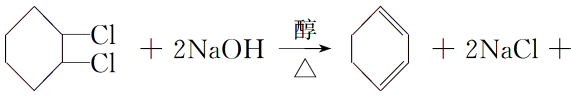 Cl
Cl + 2NaOH 醇 △ + 2NaCl +